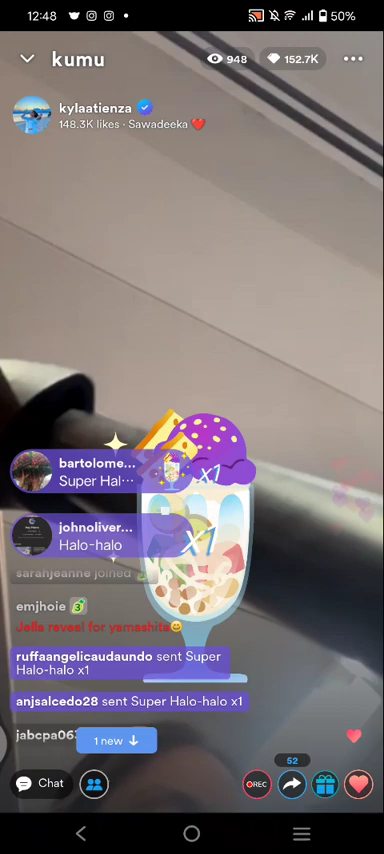 12:48
50%
kumu
948
152.7K
kylaatienza
148.3K likes · Sawadeeka ❤️
bartolome...
Super Hal...
x1
johnoliver...
Halo-halo
x1
sarahjeanne joined
emjhoie 3
Jella reveal for yamashita😄
ruffaangelicaudaundo sent Super
Halo-halo x1
anjsalcedo28 sent Super Halo-halo x1
1 new ↓
52
Chat
REC